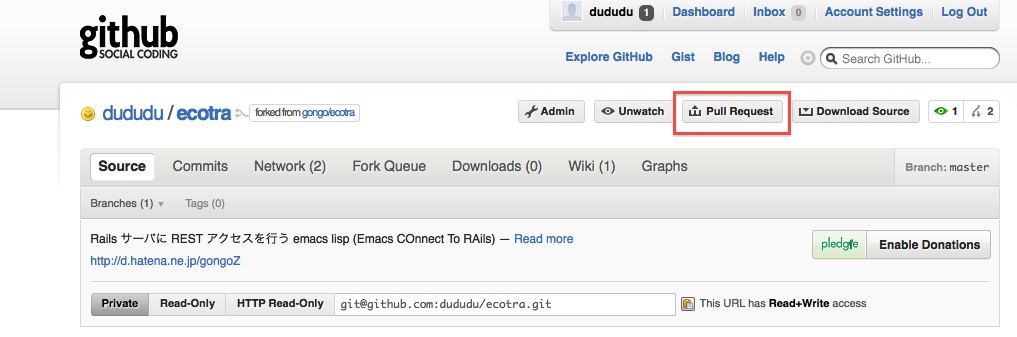 dududu 1 Dashboard Inbox 0 Account Settings Log Out
github
SOCIAL CODING
Explore GitHub Gist Blog Help Search GitHub...
dududu / ecotra forked from gongo/ecotra Admin Unwatch Pull Request Download Source 1 2
Source Commits Network (2) Fork Queue Downloads (0) Wiki (1) Graphs Branch: master
Branches (1) Tags (0)
Rails サーバに REST アクセスを行う emacs lisp (Emacs COnnect To RAils) — Read more
pledgie Enable Donations
http://d.hatena.ne.jp/gongoZ
Private Read-Only HTTP Read-Only git@github.com:dududu/ecotra.git This URL has Read+Write access